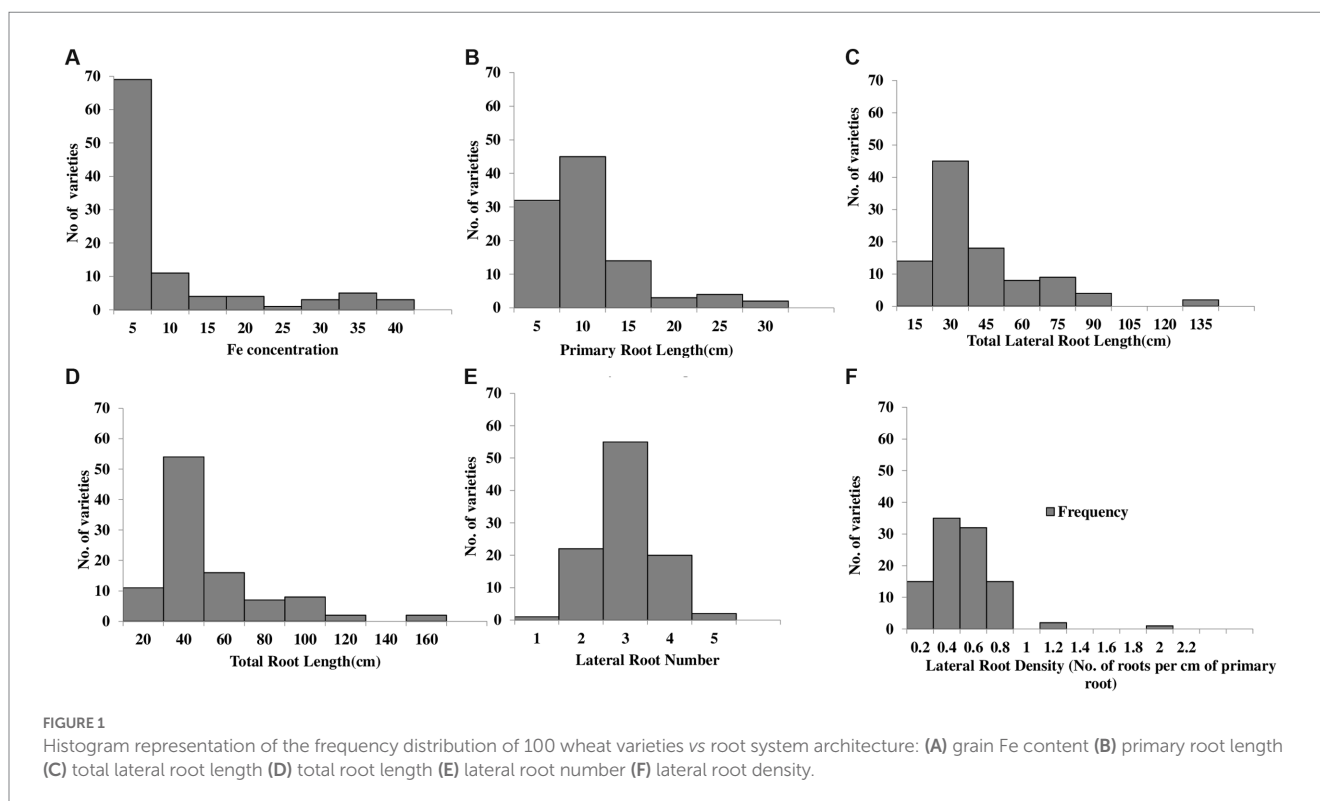 A
70
60
50
40
30
20
10
0
No of varieties
5 10 15 20 25 30 35 40
Fe concentration
B
70
60
50
40
30
20
10
0
No. of varieties
5 10 15 20 25 30
Primary Root Length(cm)
C
70
60
50
40
30
20
10
0
No. of varieties
15 30 45 60 75 90 105 120 135
Total Lateral Root Length(cm)
D
70
60
50
40
30
20
10
0
No. of varieties
20 40 60 80 100 120 140 160
Total Root Length(cm)
E
70
60
50
40
30
20
10
0
No. of varieties
1 2 3 4 5
Lateral Root Number
F
70
60
50
40
30
20
10
0
No. of varieties
Frequency
0.2 0.4 0.6 0.8 1 1.2 1.4 1.6 1.8 2 2.2
Lateral Root Density (No. of roots per cm of primary
root)
FIGURE 1
Histogram representation of the frequency distribution of 100 wheat varieties vs root system architecture: (A) grain Fe content (B) primary root length
(C) total lateral root length (D) total root length (E) lateral root number (F) lateral root density.